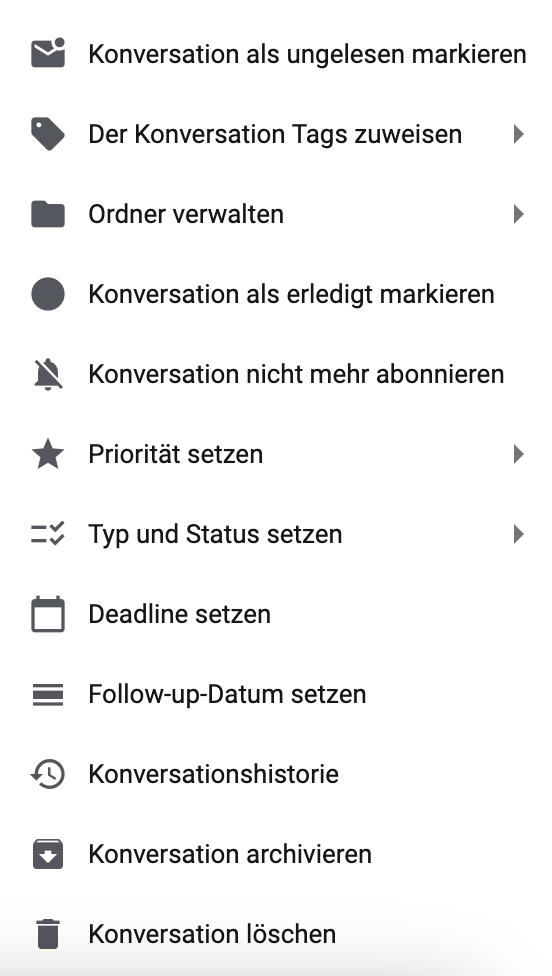 Konversation als ungelesen markieren
Der Konversation Tags zuweisen
Ordner verwalten
Konversation als erledigt markieren
Konversation nicht mehr abonnieren
Priorität setzen
Typ und Status setzen
Deadline setzen
Follow-up-Datum setzen
Konversationshistorie
Konversation archivieren
Konversation löschen